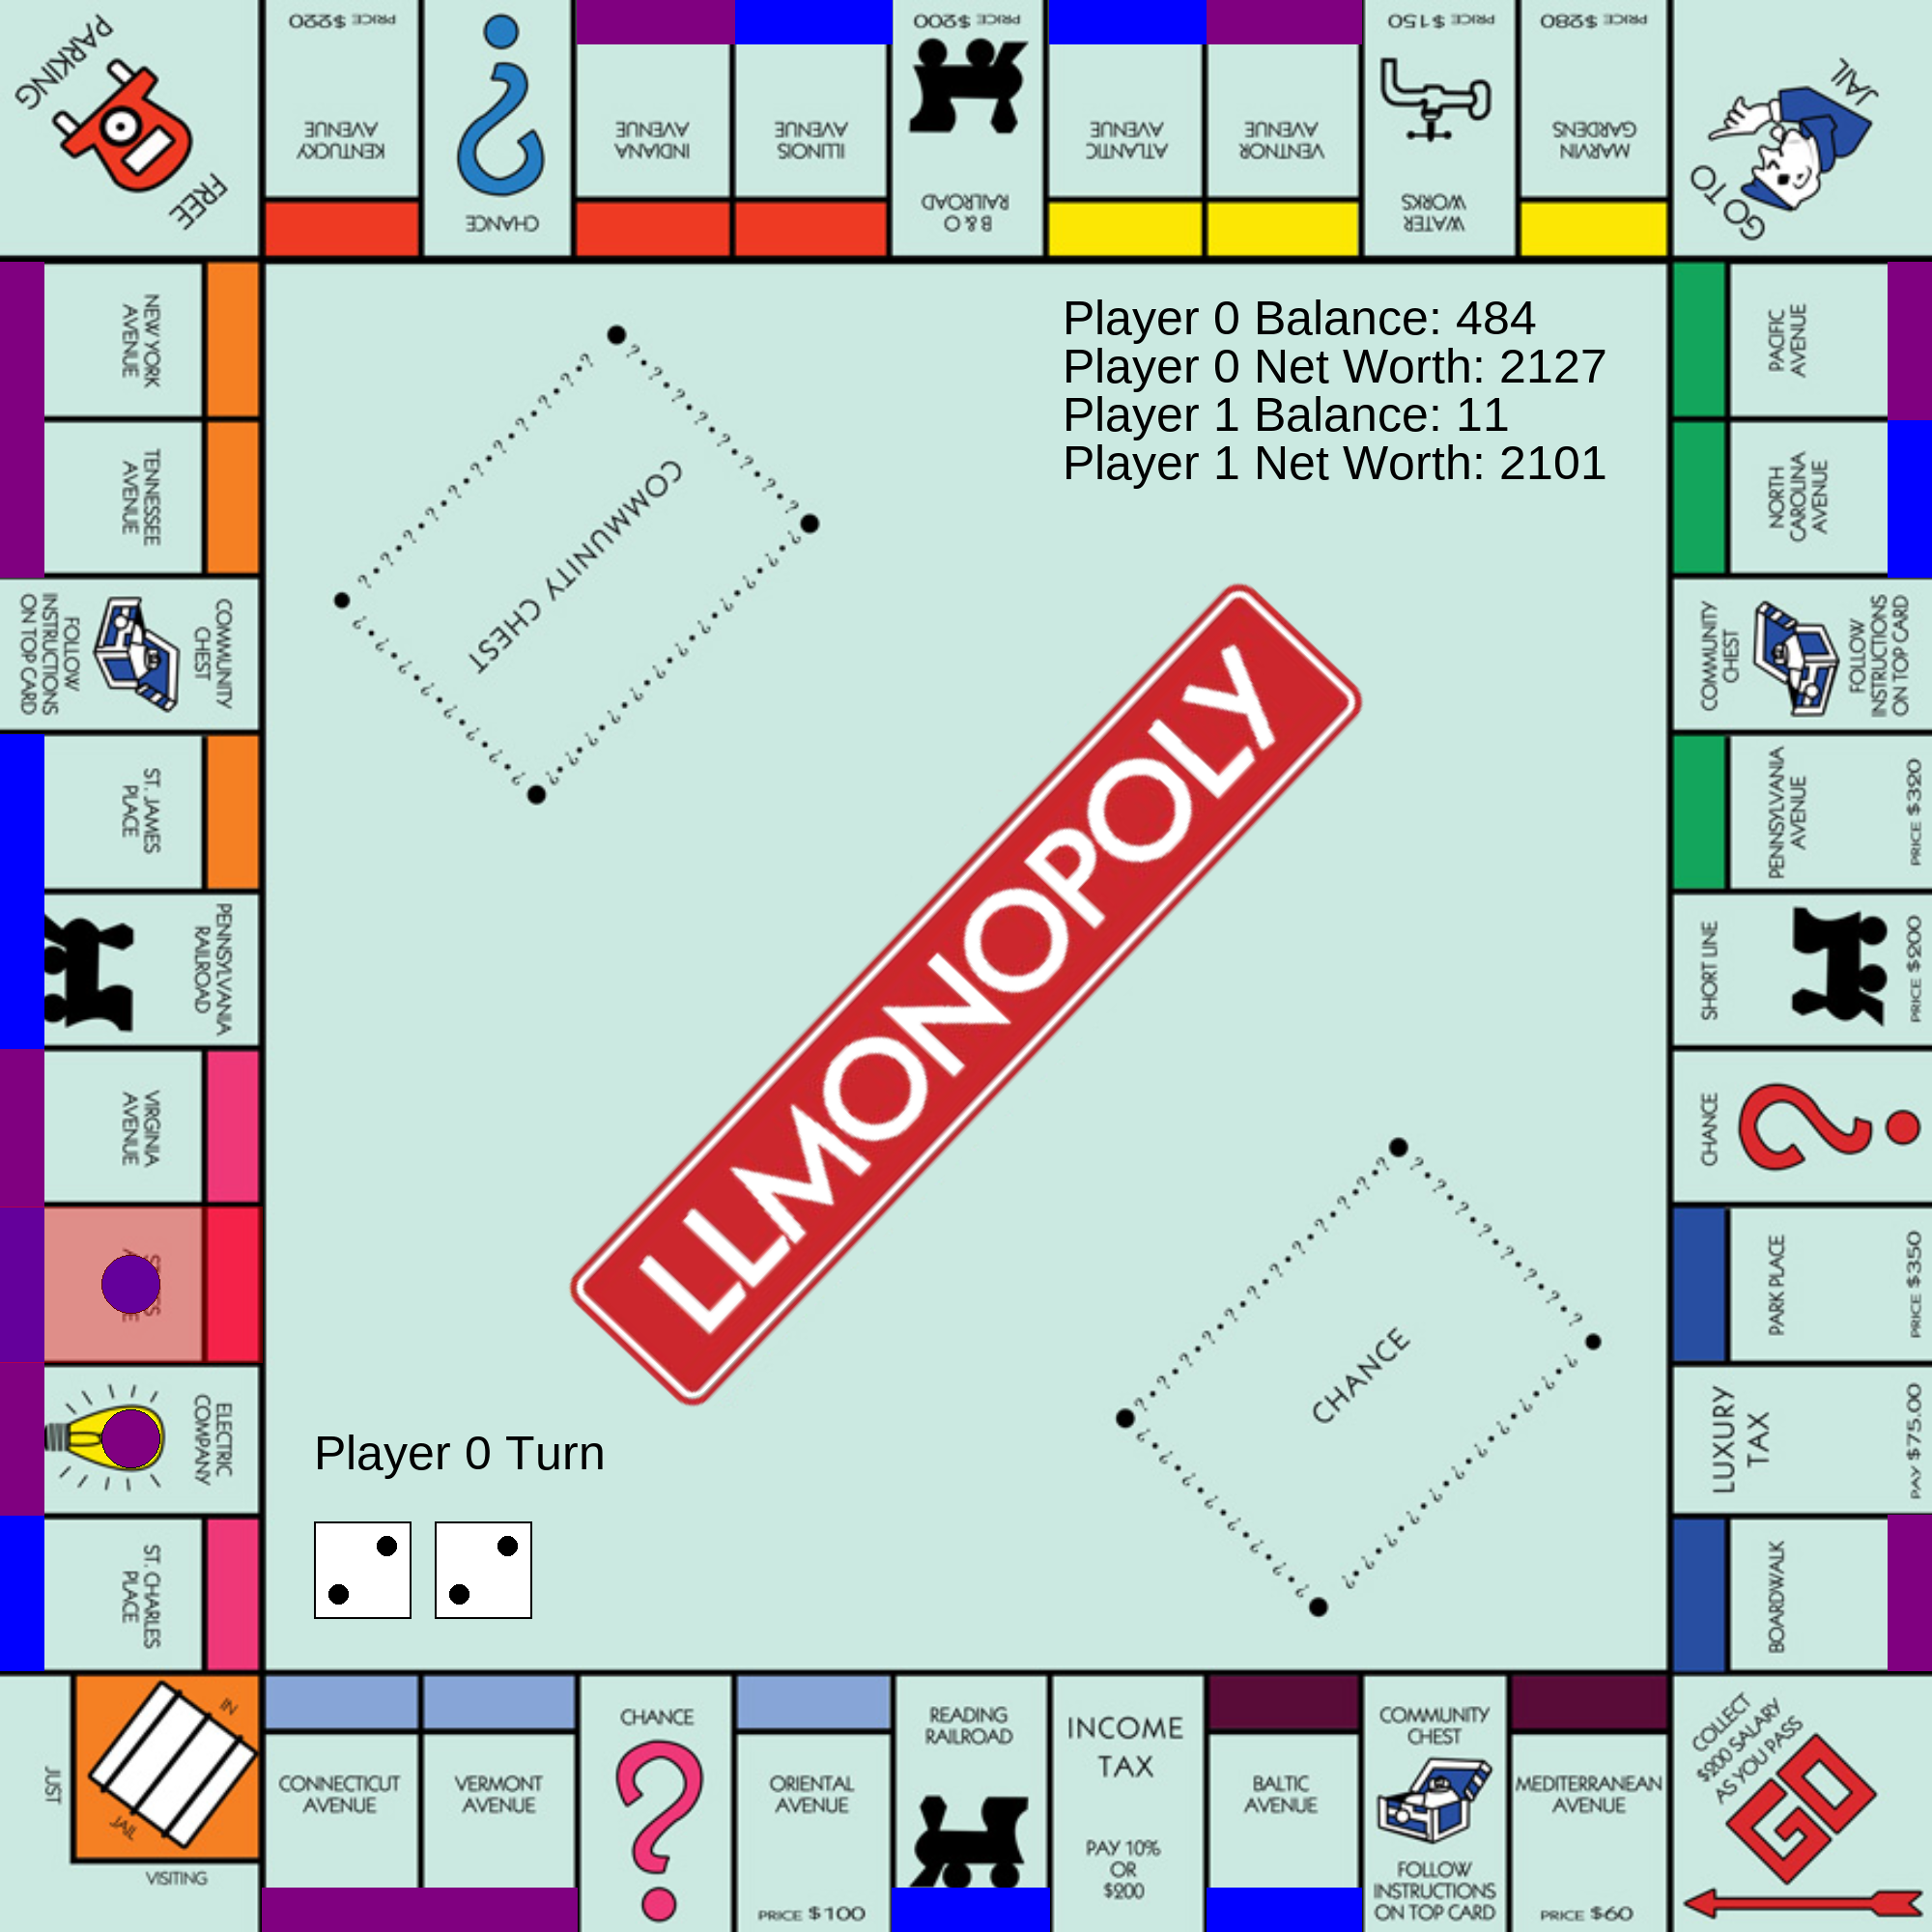 PARKING
FREE
PRICE $220
KENTUCKY
AVENUE
CHANCE
INDIANA
AVENUE
ILLINOIS
AVENUE
PRICE $200
B & O
RAILROAD
ATLANTIC
AVENUE
VENTNOR
AVENUE
PRICE $150
WATER
WORKS
PRICE $280
MARVIN
GARDENS
GO TO
JAIL
NEW YORK
AVENUE
TENNESSEE
AVENUE
COMMUNITY
CHEST
FOLLOW
INSTRUCTIONS
ON TOP CARD
ST. JAMES
PLACE
PENNSYLVANIA
RAILROAD
VIRGINIA
AVENUE
ELECTRIC
COMPANY
ST. CHARLES
PLACE
Player 0 Balance: 484
Player 0 Net Worth: 2127
Player 1 Balance: 11
Player 1 Net Worth: 2101
COMMUNITY CHEST
LLMONOPOLY
CHANCE
Player 0 Turn
PACIFIC
AVENUE
NORTH
CAROLINA
AVENUE
COMMUNITY
CHEST
FOLLOW
INSTRUCTIONS
ON TOP CARD
PENNSYLVANIA
AVENUE
PRICE $320
SHORT LINE
PRICE $200
CHANCE
PARK PLACE
PRICE $350
LUXURY
TAX
PAY $75.00
BOARDWALK
JUST
VISITING
IN
JAIL
CONNECTICUT
AVENUE
VERMONT
AVENUE
CHANCE
ORIENTAL
AVENUE
PRICE $100
READING
RAILROAD
INCOME
TAX
PAY 10%
OR
$200
BALTIC
AVENUE
COMMUNITY
CHEST
FOLLOW
INSTRUCTIONS
ON TOP CARD
MEDITERRANEAN
AVENUE
PRICE $60
COLLECT
$200 SALARY
AS YOU PASS
GO